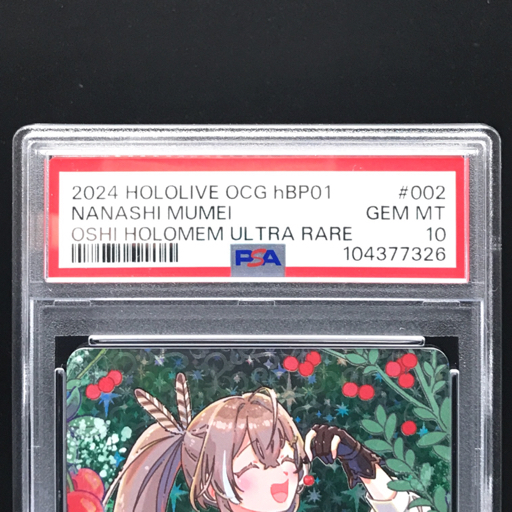 2024 HOLOLIVE OCG hBP01 #002
NANASHI MUMEI GEM MT
OSHI HOLOMEM ULTRA RARE 10
PSA 104377326